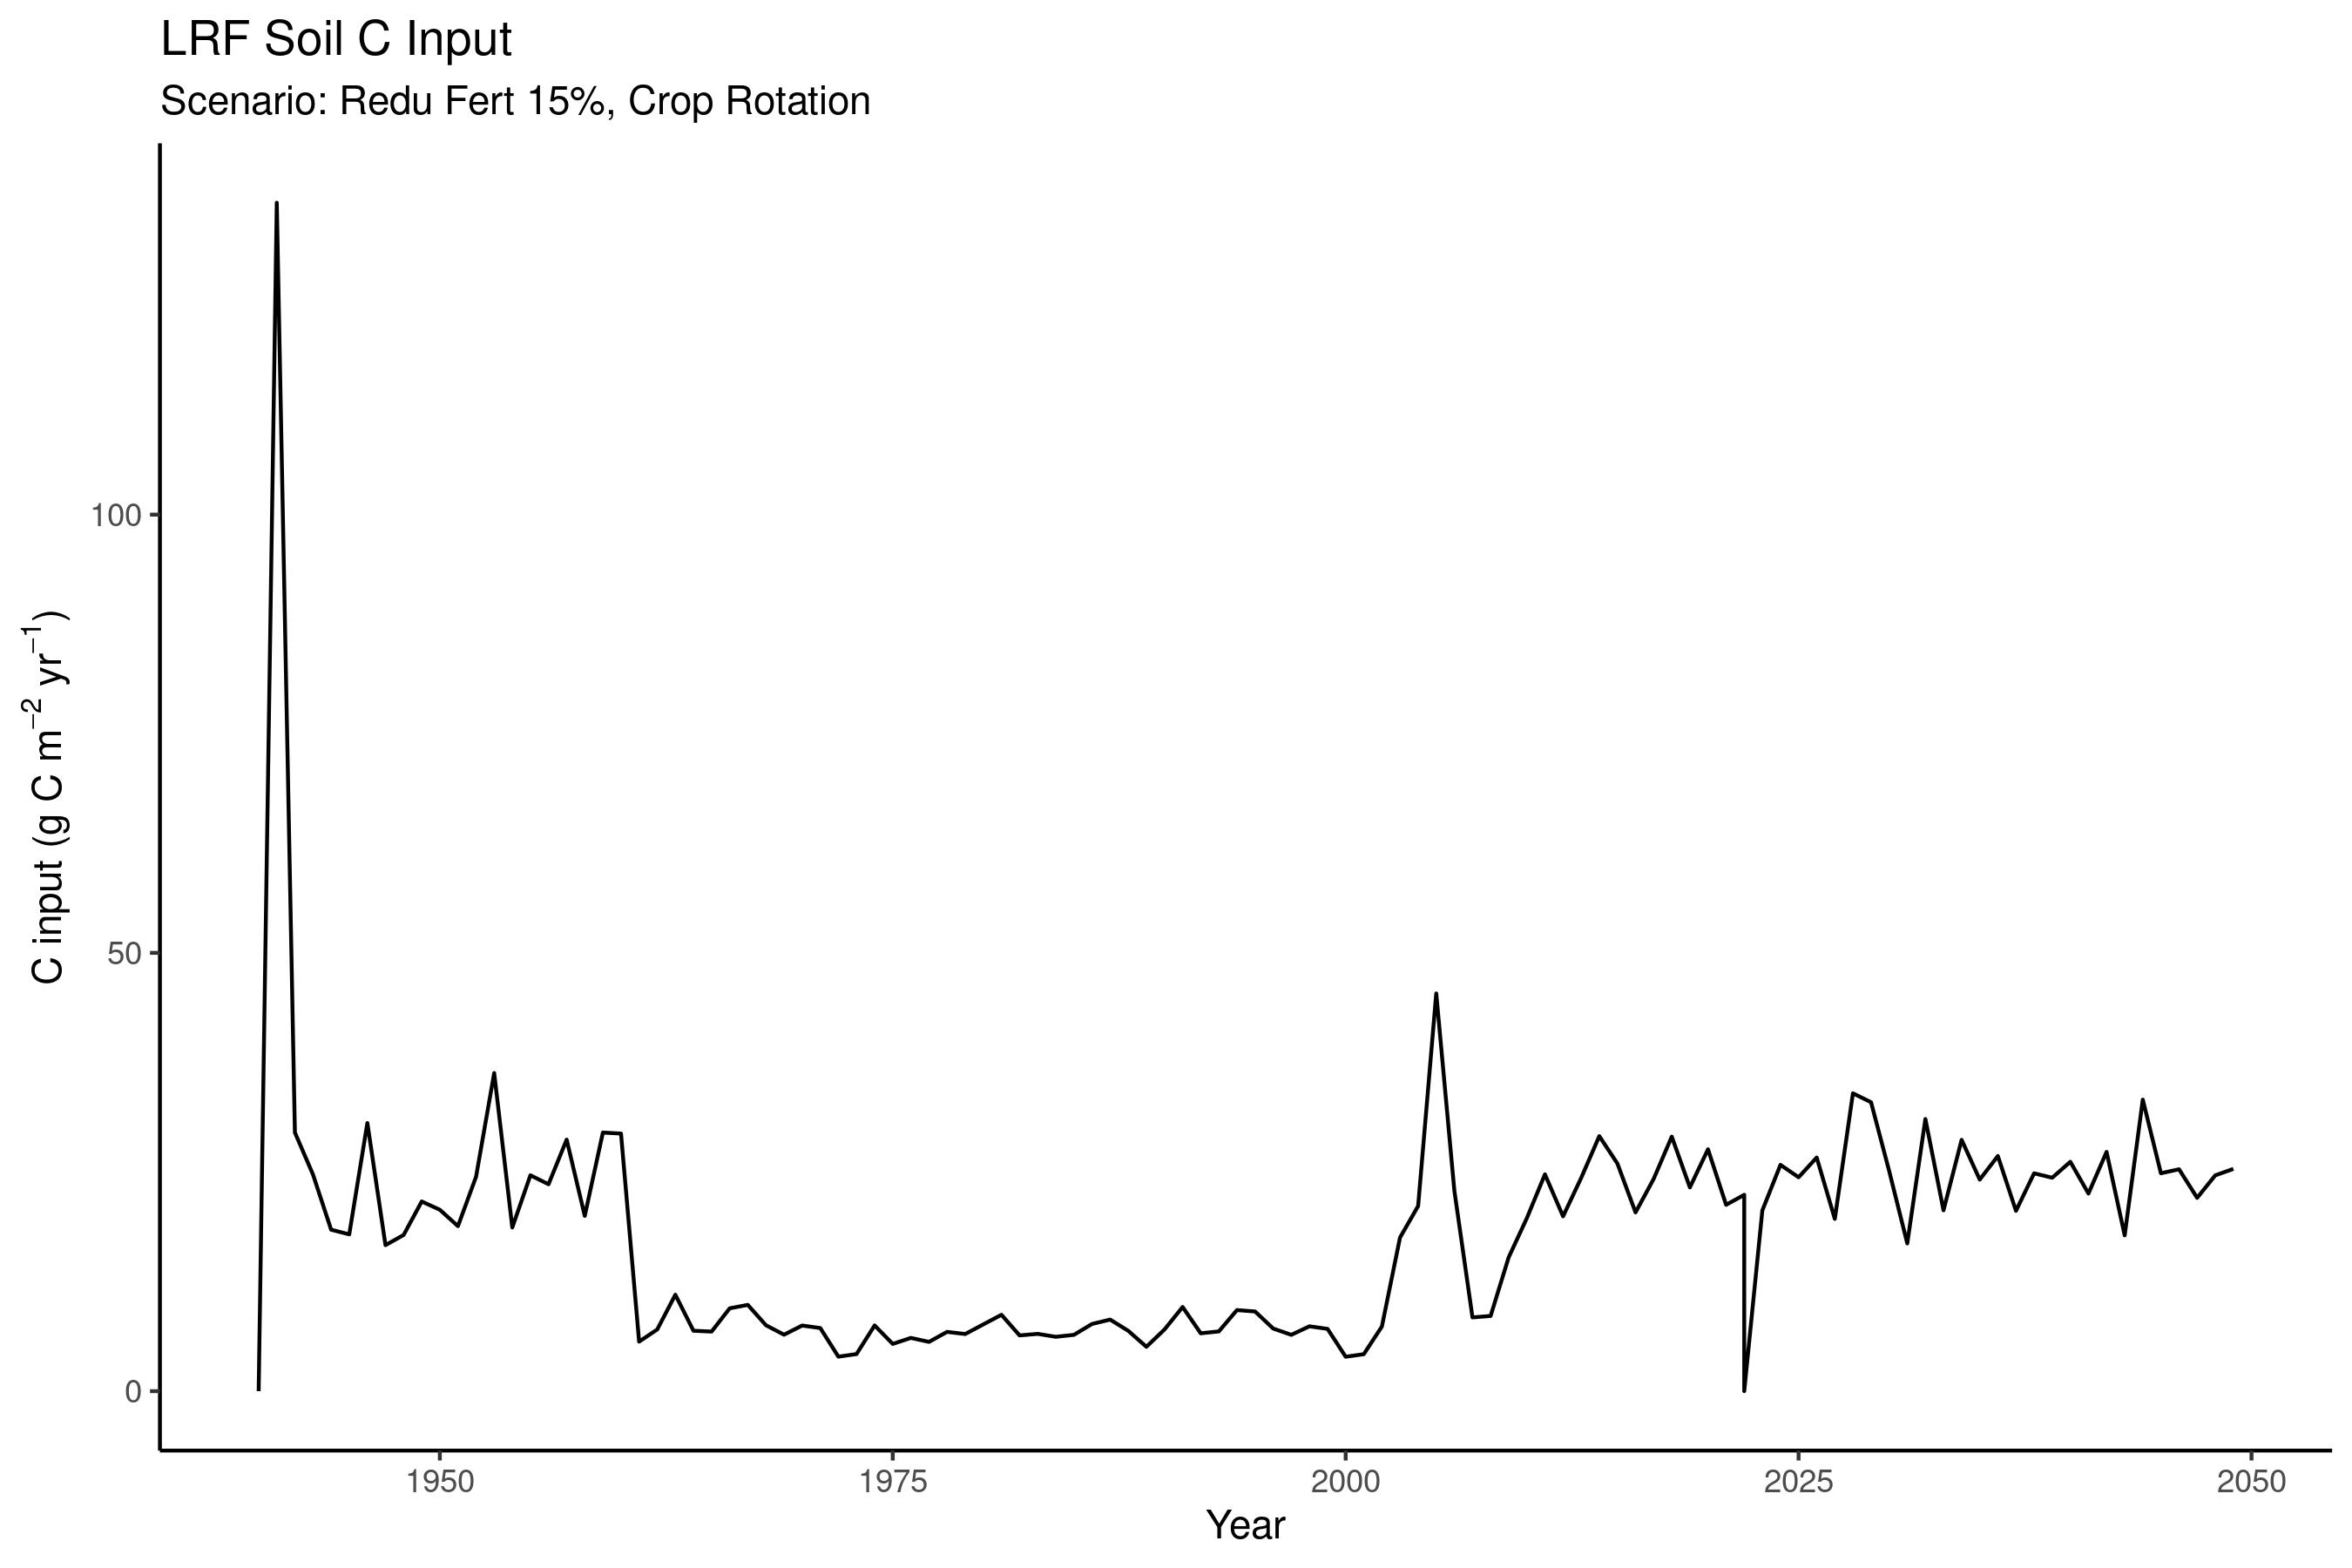 LRF Soil C Input
Scenario: Redu Fert 15%, Crop Rotation
C input (g C m⁻² yr⁻¹)
100
50
0
1950 1975 2000 2025 2050
Year